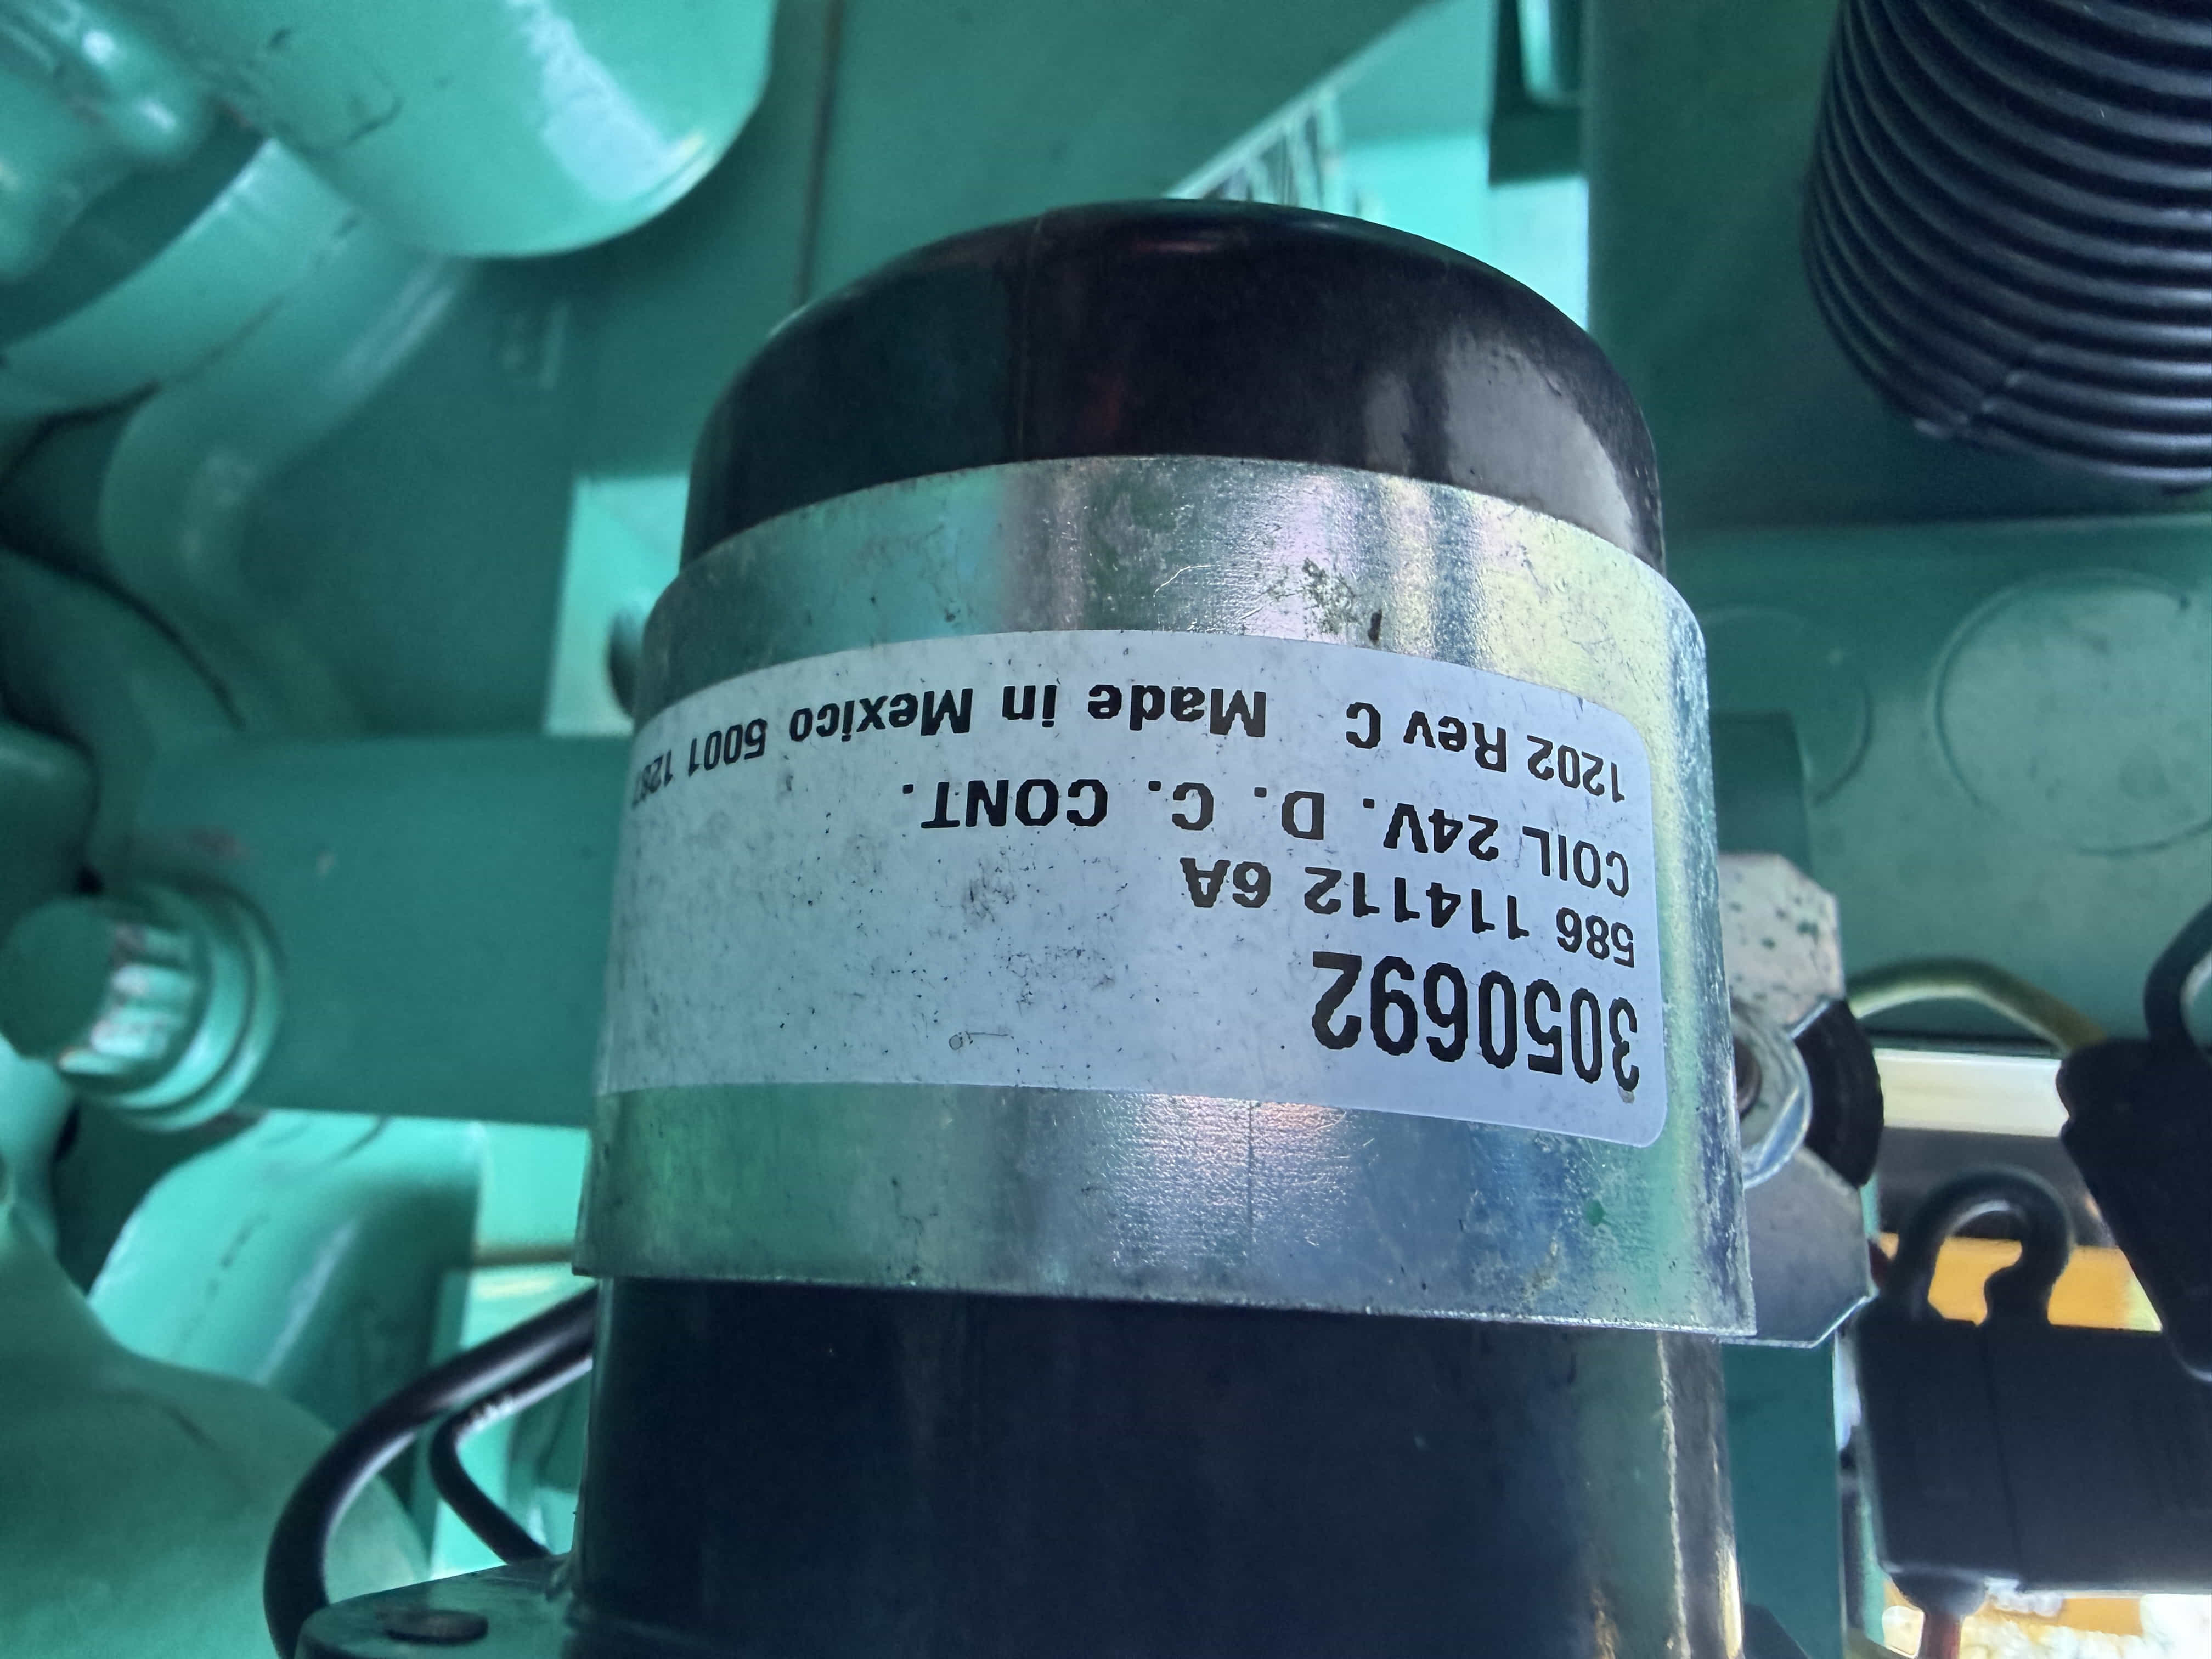 3050692
586 114112 6A
COIL 24V. D. C. CONT.
1202 Rev C Made in Mexico 5001